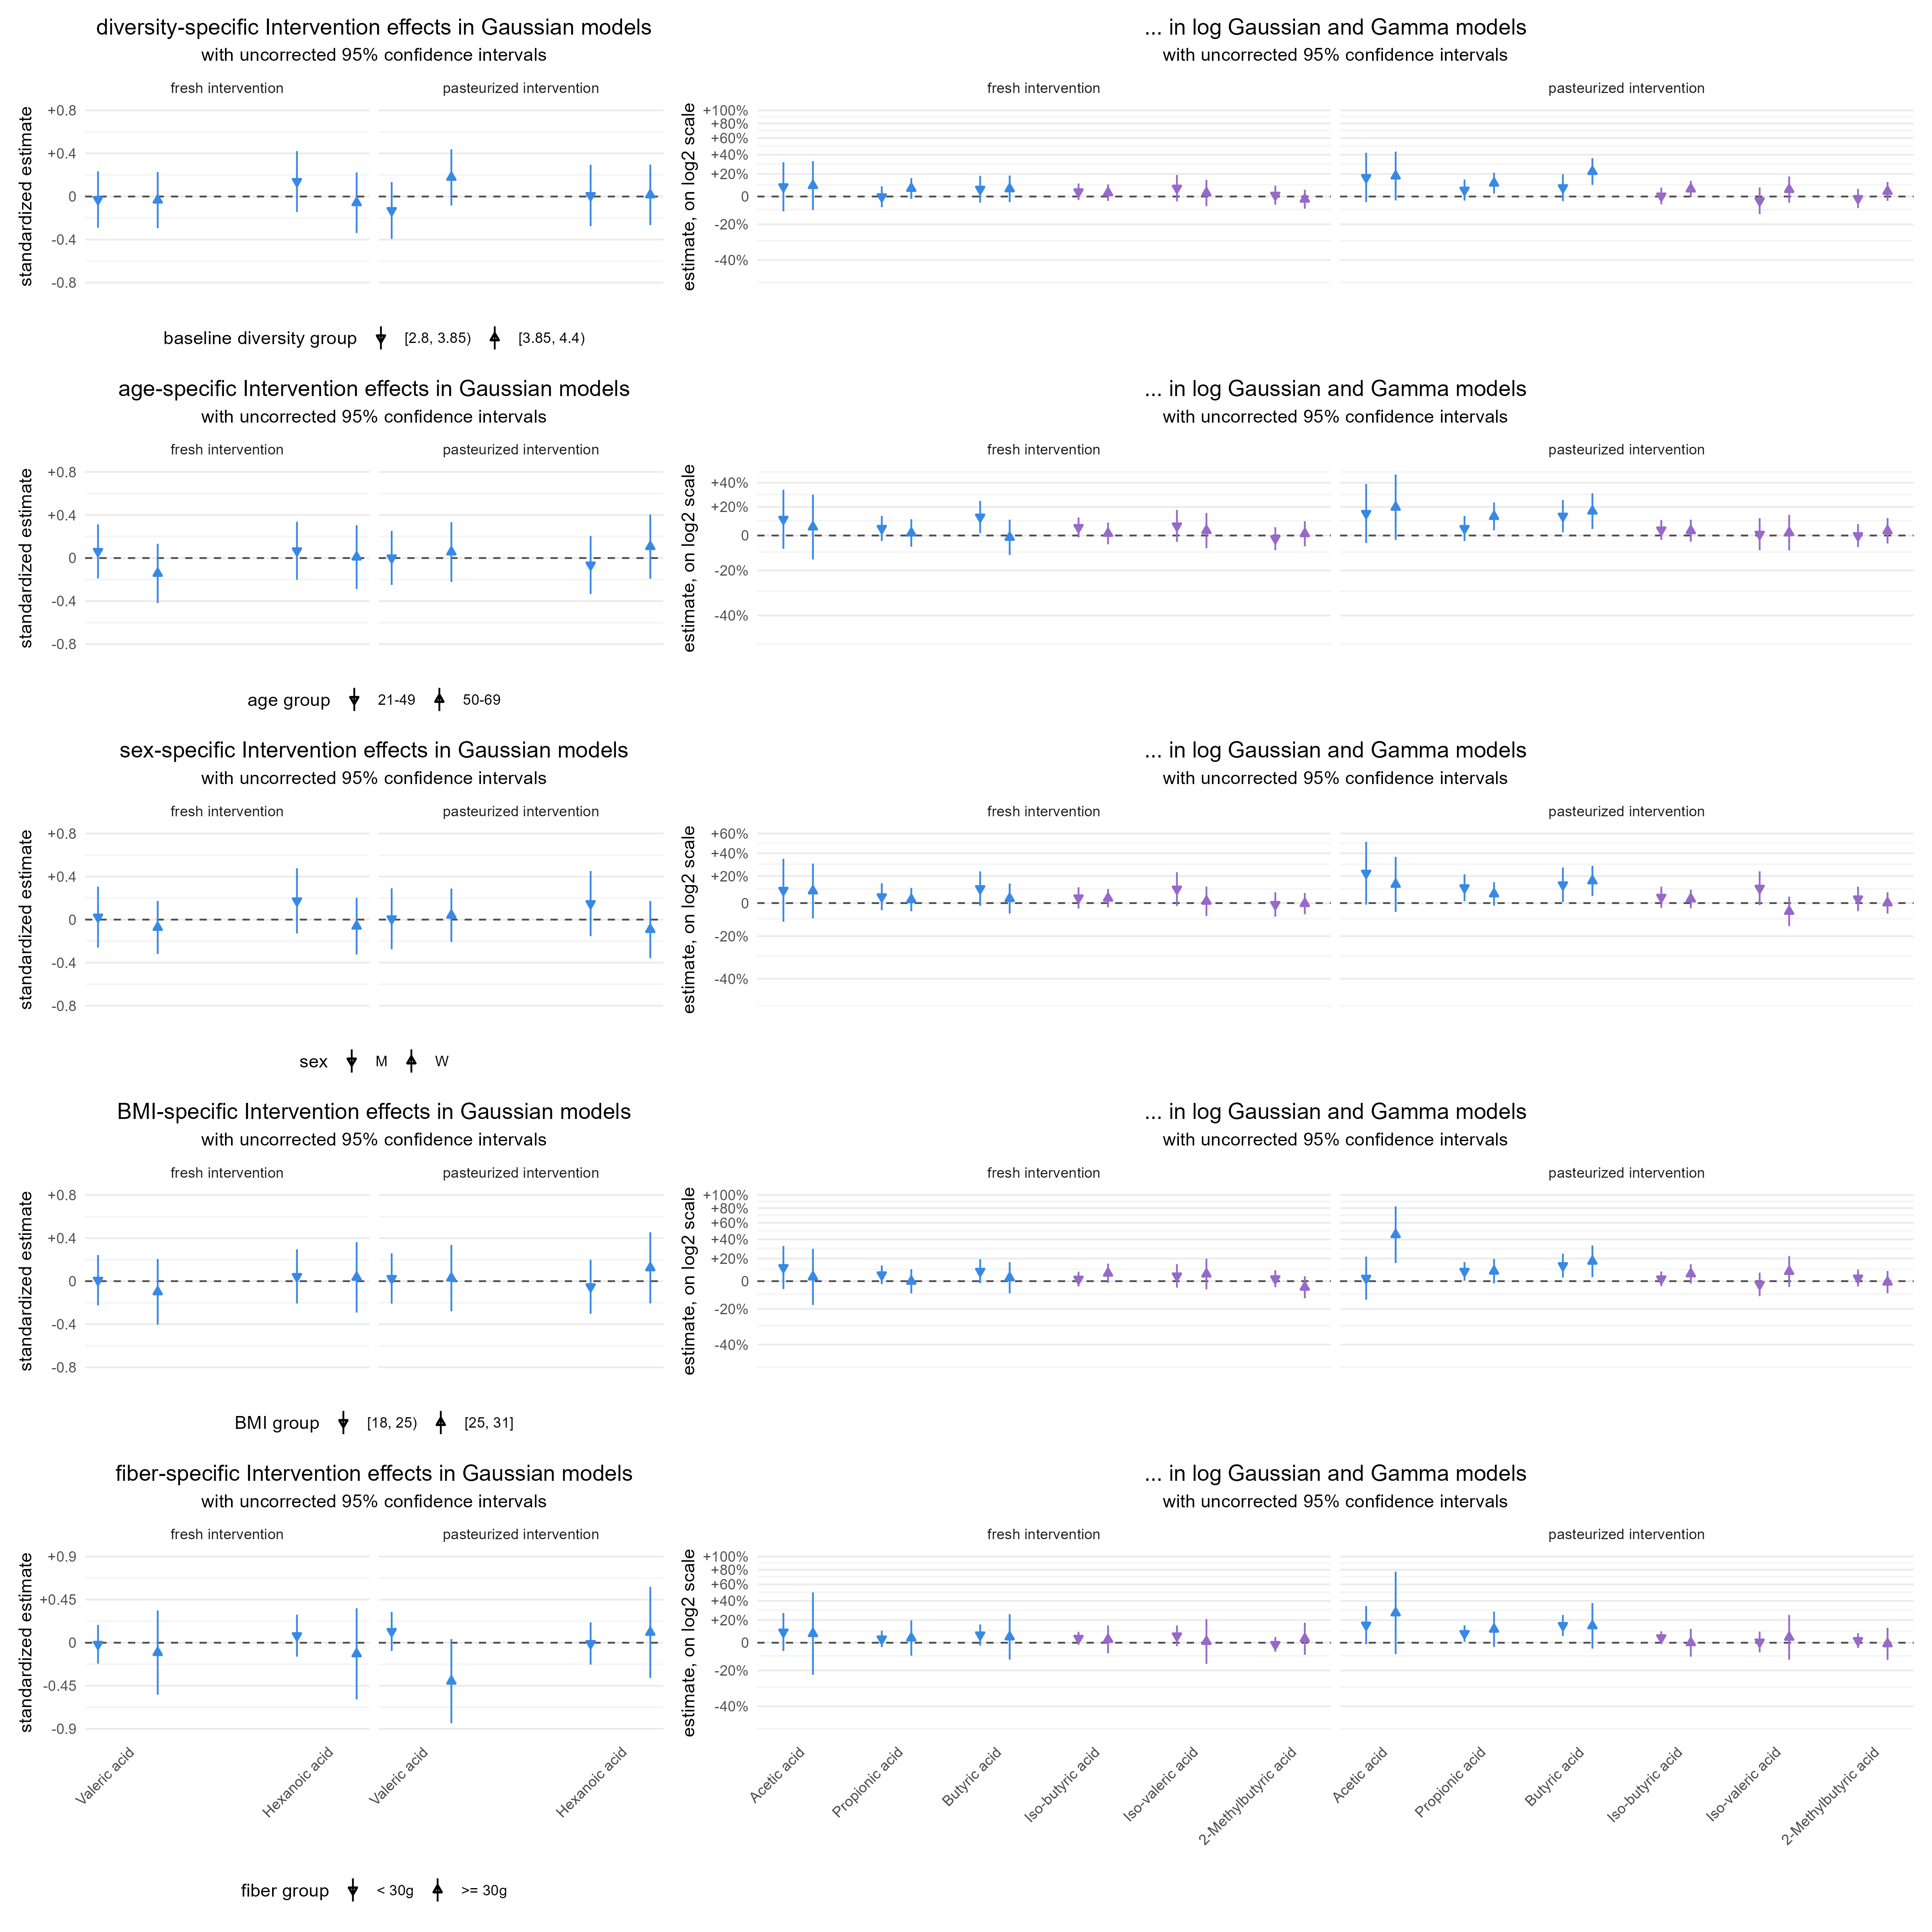 diversity-specific Intervention effects in Gaussian models
with uncorrected 95% confidence intervals
... in log Gaussian and Gamma models
with uncorrected 95% confidence intervals
fresh intervention
pasteurized intervention
fresh intervention
pasteurized intervention
standardized estimate
+0.8
+0.4
0
-0.4
-0.8
estimate, on log2 scale
+100%
+80%
+60%
+40%
+20%
0
-20%
-40%
baseline diversity group [2.8, 3.85) [3.85, 4.4)
age-specific Intervention effects in Gaussian models
with uncorrected 95% confidence intervals
... in log Gaussian and Gamma models
with uncorrected 95% confidence intervals
fresh intervention
pasteurized intervention
fresh intervention
pasteurized intervention
standardized estimate
+0.8
+0.4
0
-0.4
-0.8
estimate, on log2 scale
+40%
+20%
0
-20%
-40%
age group 21-49 50-69
sex-specific Intervention effects in Gaussian models
with uncorrected 95% confidence intervals
... in log Gaussian and Gamma models
with uncorrected 95% confidence intervals
fresh intervention
pasteurized intervention
fresh intervention
pasteurized intervention
standardized estimate
+0.8
+0.4
0
-0.4
-0.8
estimate, on log2 scale
+60%
+40%
+20%
0
-20%
-40%
sex M W
BMI-specific Intervention effects in Gaussian models
with uncorrected 95% confidence intervals
... in log Gaussian and Gamma models
with uncorrected 95% confidence intervals
fresh intervention
pasteurized intervention
fresh intervention
pasteurized intervention
standardized estimate
+0.8
+0.4
0
-0.4
-0.8
estimate, on log2 scale
+100%
+80%
+60%
+40%
+20%
0
-20%
-40%
BMI group [18, 25) [25, 31]
fiber-specific Intervention effects in Gaussian models
with uncorrected 95% confidence intervals
... in log Gaussian and Gamma models
with uncorrected 95% confidence intervals
fresh intervention
pasteurized intervention
fresh intervention
pasteurized intervention
standardized estimate
+0.9
+0.45
0
-0.45
-0.9
estimate, on log2 scale
+100%
+80%
+60%
+40%
+20%
0
-20%
-40%
Valeric acid
Hexanoic acid
Valeric acid
Hexanoic acid
Acetic acid
Propionic acid
Butyric acid
Iso-butyric acid
Iso-valeric acid
2-Methylbutyric acid
Acetic acid
Propionic acid
Butyric acid
Iso-butyric acid
Iso-valeric acid
2-Methylbutyric acid
fiber group < 30g >= 30g